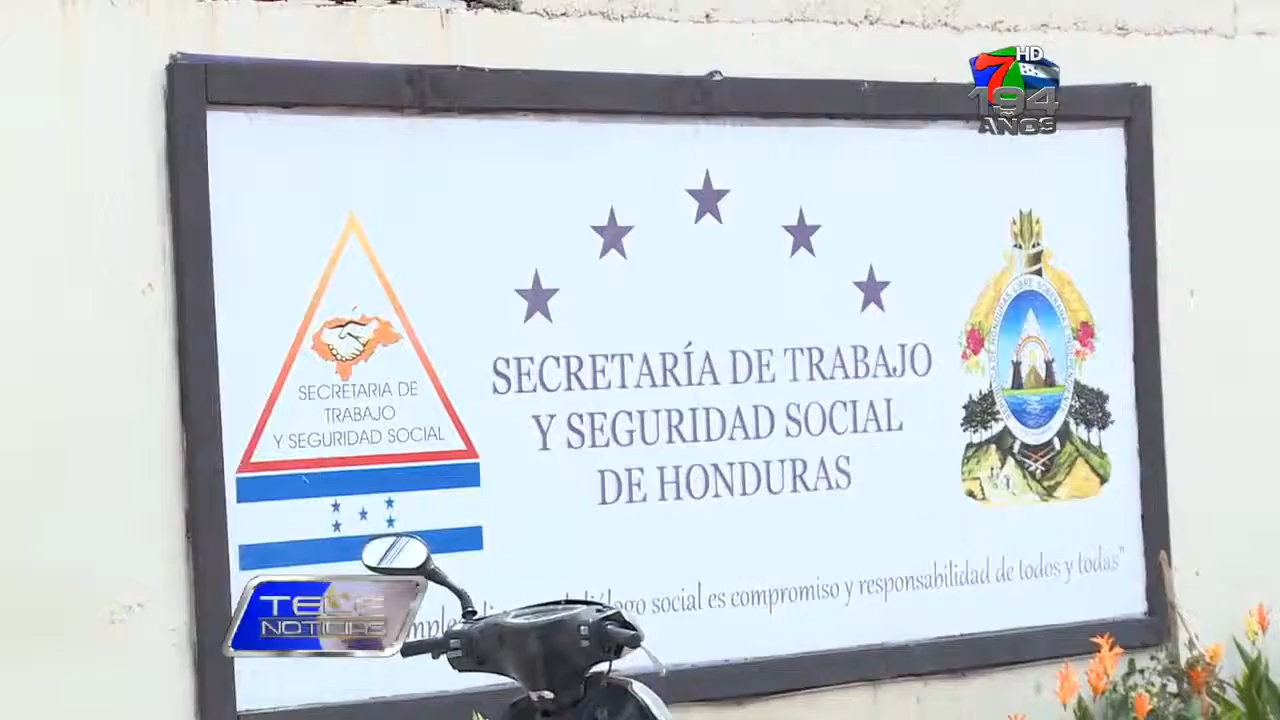 7 HD
194
AÑOS
SECRETARIA DE
TRABAJO
Y SEGURIDAD SOCIAL
SECRETARÍA DE TRABAJO
Y SEGURIDAD SOCIAL
DE HONDURAS
social es compromiso y responsabilidad de todos y todas”
TELE
NOTICIAS